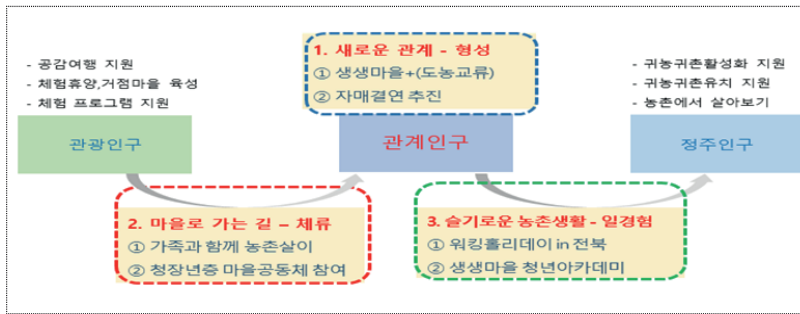 - 공감여행 지원
- 체험휴양,거점마을 육성
- 체험 프로그램 지원
관광인구
1. 새로운 관계 - 형성
① 생생마을+(도농교류)
② 자매결연 추진
관계인구
- 귀농귀촌활성화 지원
- 귀농귀촌유치 지원
- 농촌에서 살아보기
정주인구
2. 마을로 가는 길 – 체류
① 가족과 함께 농촌살이
② 청장년층 마을공동체 참여
3. 슬기로운 농촌생활 - 일경험
① 워킹홀리데이 in 전북
② 생생마을 청년아카데미